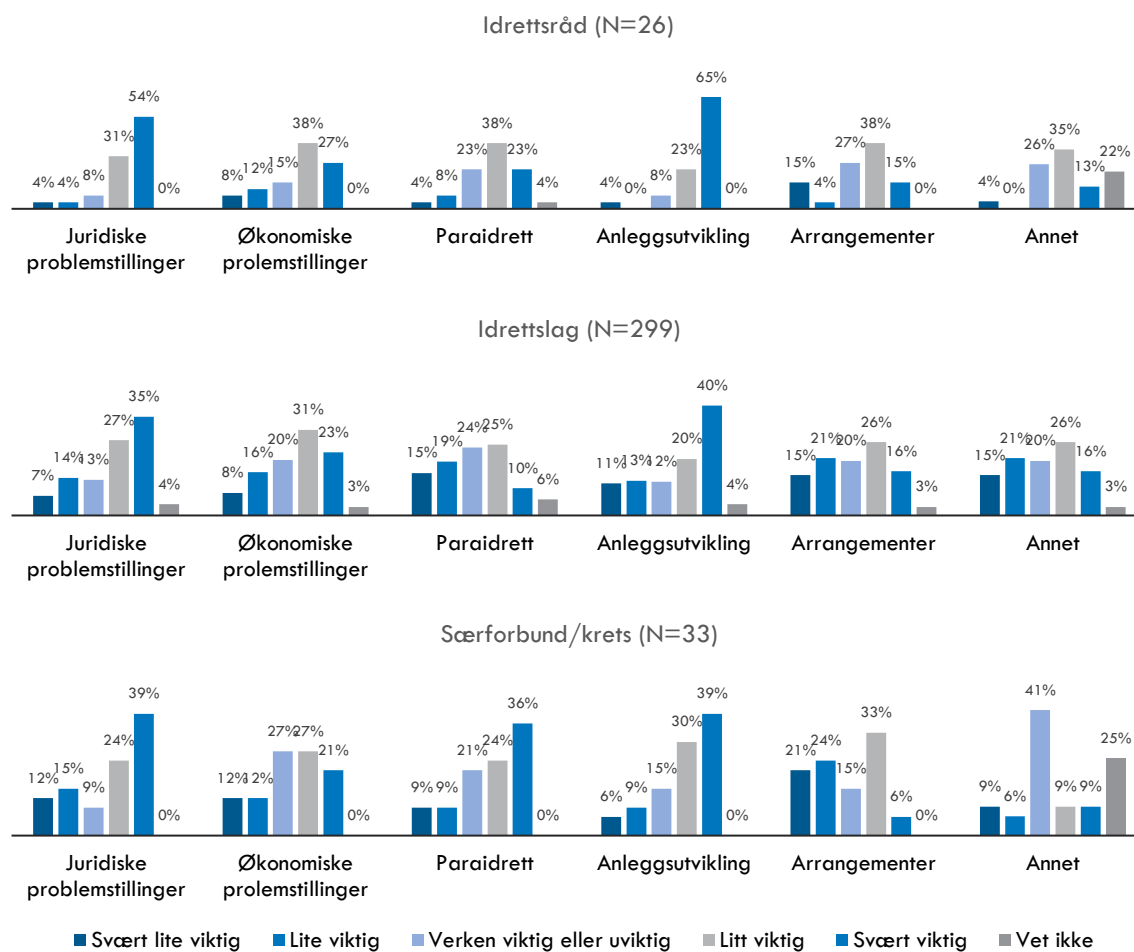 Idrettsråd (N=26)
4% 4% 8% 31% 54% 0% 8% 12% 15% 38% 27% 0% 4% 8% 23% 38% 23% 4% 4% 0% 8% 23% 65% 0% 15% 4% 27% 38% 15% 0% 4% 0% 26% 35% 13% 22%
Juridiske problemstillinger
Økonomiske prolemstillinger
Paraidrett
Anleggsutvikling
Arrangementer
Annet
Idrettslag (N=299)
7% 14% 13% 27% 35% 4% 8% 16% 20% 31% 23% 3% 15% 19% 24% 25% 10% 6% 11% 13% 12% 20% 40% 4% 15% 21% 20% 26% 16% 3% 15% 21% 20% 26% 16% 3%
Juridiske problemstillinger
Økonomiske prolemstillinger
Paraidrett
Anleggsutvikling
Arrangementer
Annet
Særforbund/krets (N=33)
12% 15% 9% 24% 39% 0% 12% 12% 27% 27% 21% 0% 9% 9% 21% 24% 36% 0% 6% 9% 15% 30% 39% 0% 21% 24% 15% 33% 6% 0% 9% 6% 41% 9% 9% 25%
Juridiske problemstillinger
Økonomiske prolemstillinger
Paraidrett
Anleggsutvikling
Arrangementer
Annet
Svært lite viktig Lite viktig Verken viktig eller uviktig Litt viktig Svært viktig Vet ikke